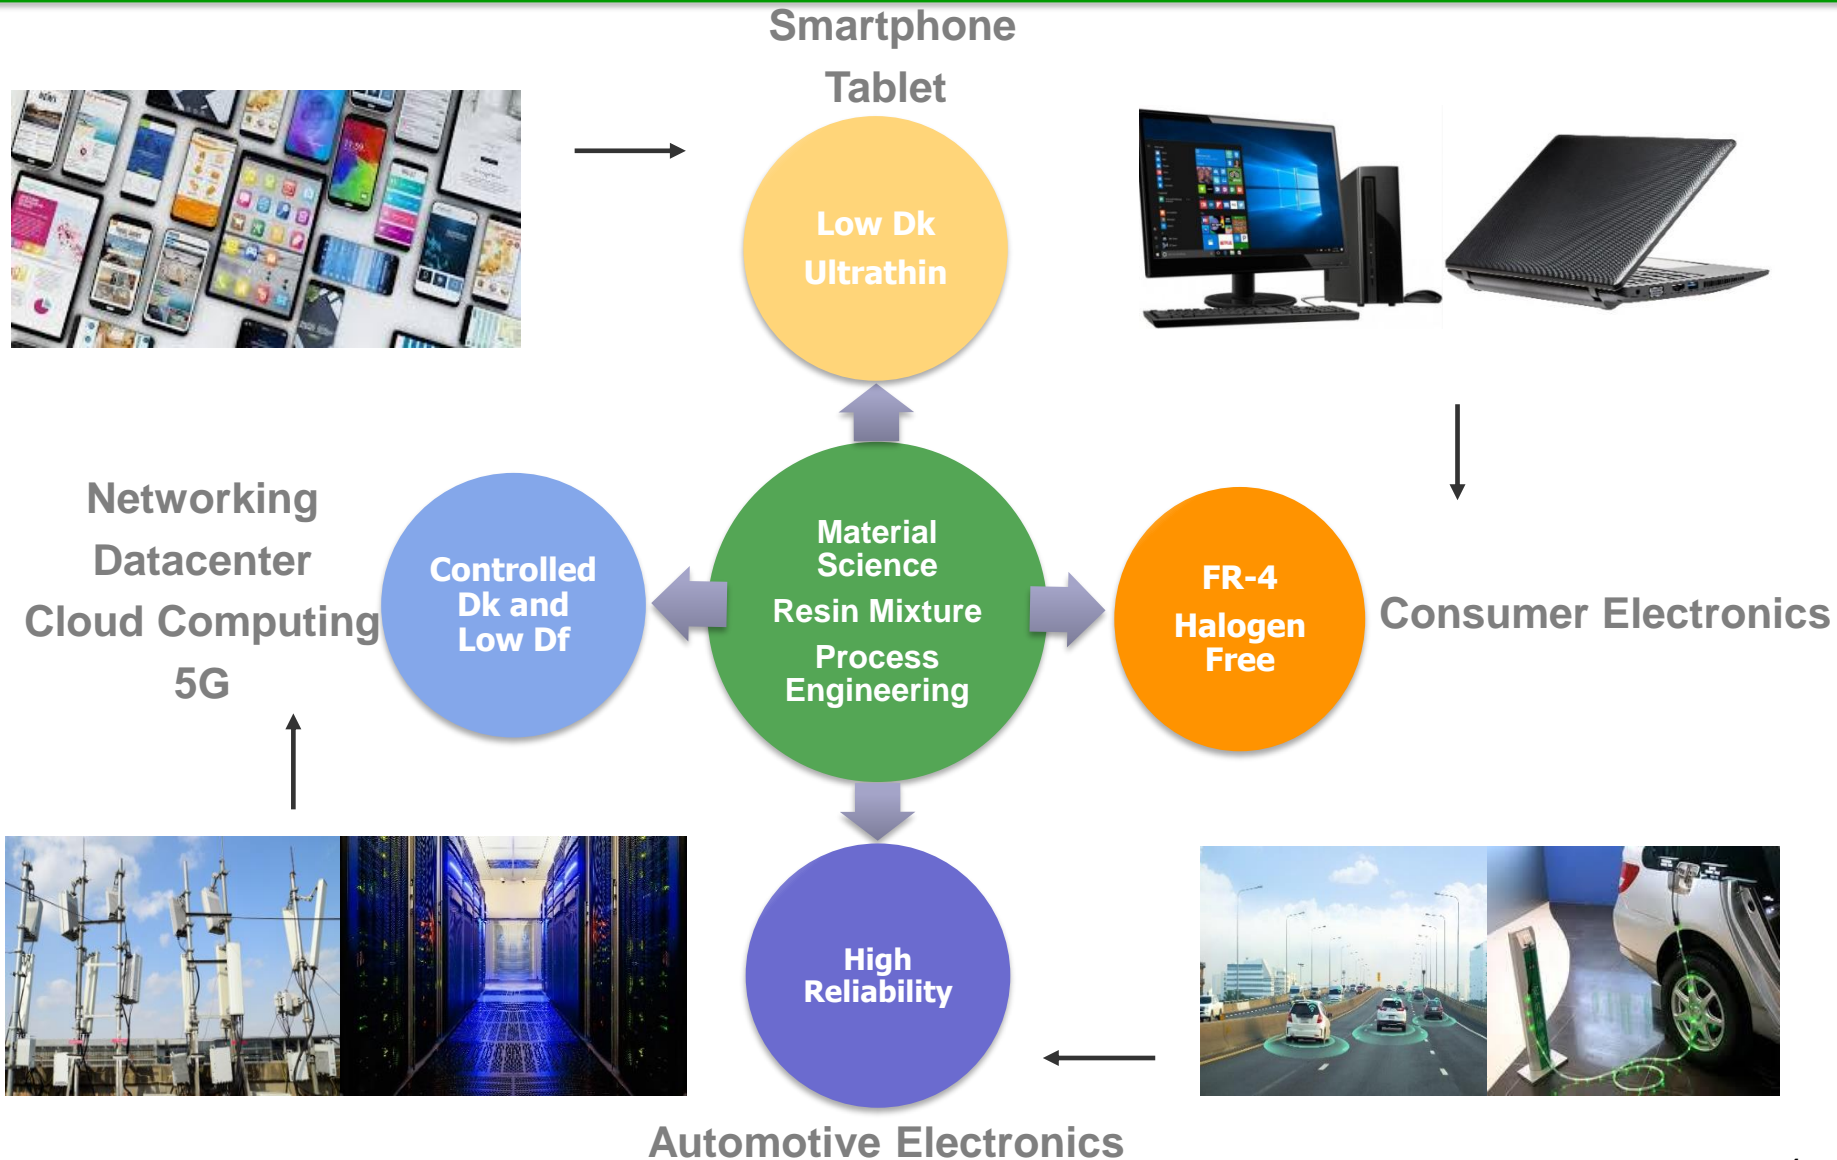 Smartphone
Tablet
Low Dk
Ultrathin
Networking
Datacenter
Cloud Computing
5G
Controlled
Dk and
Low Df
Material
Science
Resin Mixture
Process
Engineering
FR-4
Halogen
Free
Consumer Electronics
High
Reliability
Automotive Electronics